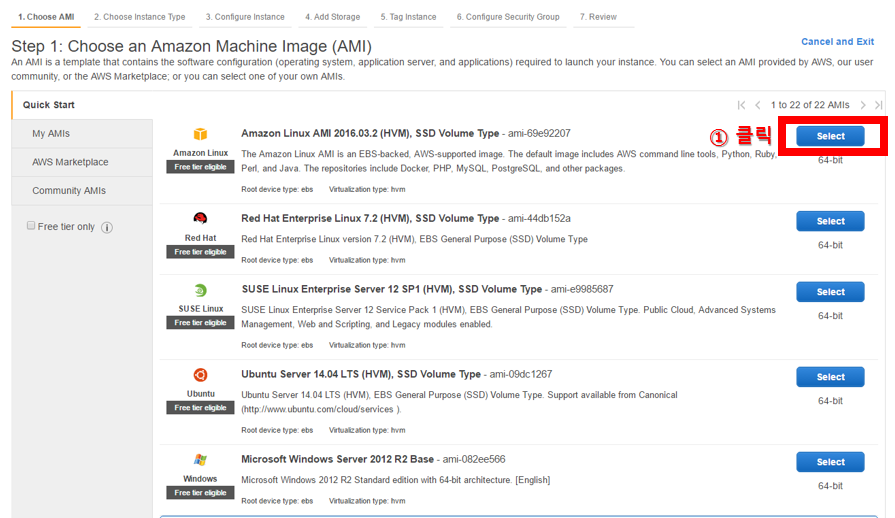 1. Choose AMI 2. Choose Instance Type 3. Configure Instance 4. Add Storage 5. Tag Instance 6. Configure Security Group 7. Review
Step 1: Choose an Amazon Machine Image (AMI)
Cancel and Exit
An AMI is a template that contains the software configuration (operating system, application server, and applications) required to launch your instance. You can select an AMI provided by AWS, our user
community, or the AWS Marketplace; or you can select one of your own AMIs.
Quick Start
1 to 22 of 22 AMIs
My AMIs
AWS Marketplace
Community AMIs
Free tier only
Amazon Linux
Free tier eligible
Amazon Linux AMI 2016.03.2 (HVM), SSD Volume Type - ami-69e92207
The Amazon Linux AMI is an EBS-backed, AWS-supported image. The default image includes AWS command line tools, Python, Ruby,
Perl, and Java. The repositories include Docker, PHP, MySQL, PostgreSQL, and other packages.
Root device type: ebs Virtualization type: hvm
① 클릭
Select
64-bit
Red Hat
Free tier eligible
Red Hat Enterprise Linux 7.2 (HVM), SSD Volume Type - ami-44db152a
Red Hat Enterprise Linux version 7.2 (HVM), EBS General Purpose (SSD) Volume Type
Root device type: ebs Virtualization type: hvm
Select
64-bit
SUSE Linux
Free tier eligible
SUSE Linux Enterprise Server 12 SP1 (HVM), SSD Volume Type - ami-e9985687
SUSE Linux Enterprise Server 12 Service Pack 1 (HVM), EBS General Purpose (SSD) Volume Type. Public Cloud, Advanced Systems
Management, Web and Scripting, and Legacy modules enabled.
Root device type: ebs Virtualization type: hvm
Select
64-bit
Ubuntu
Free tier eligible
Ubuntu Server 14.04 LTS (HVM), SSD Volume Type - ami-09dc1267
Ubuntu Server 14.04 LTS (HVM), EBS General Purpose (SSD) Volume Type. Support available from Canonical
(http://www.ubuntu.com/cloud/services ).
Root device type: ebs Virtualization type: hvm
Select
64-bit
Windows
Free tier eligible
Microsoft Windows Server 2012 R2 Base - ami-082ee566
Microsoft Windows 2012 R2 Standard edition with 64-bit architecture. [English]
Root device type: ebs Virtualization type: hvm
Select
64-bit